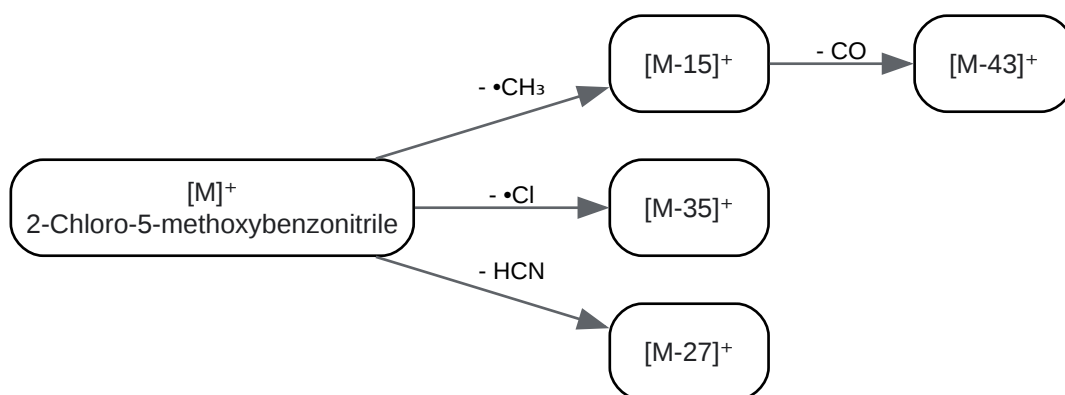 [M-15]⁺
- CO
[M-43]⁺
- •CH₃
[M]⁺
2-Chloro-5-methoxybenzonitrile
- •Cl
[M-35]⁺
- HCN
[M-27]⁺